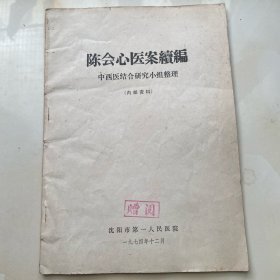 陈会心医案續編
中西医结合研究小组整理
(内部资料)
赠阅
沈阳市第一人民医院
一九七四年十二月